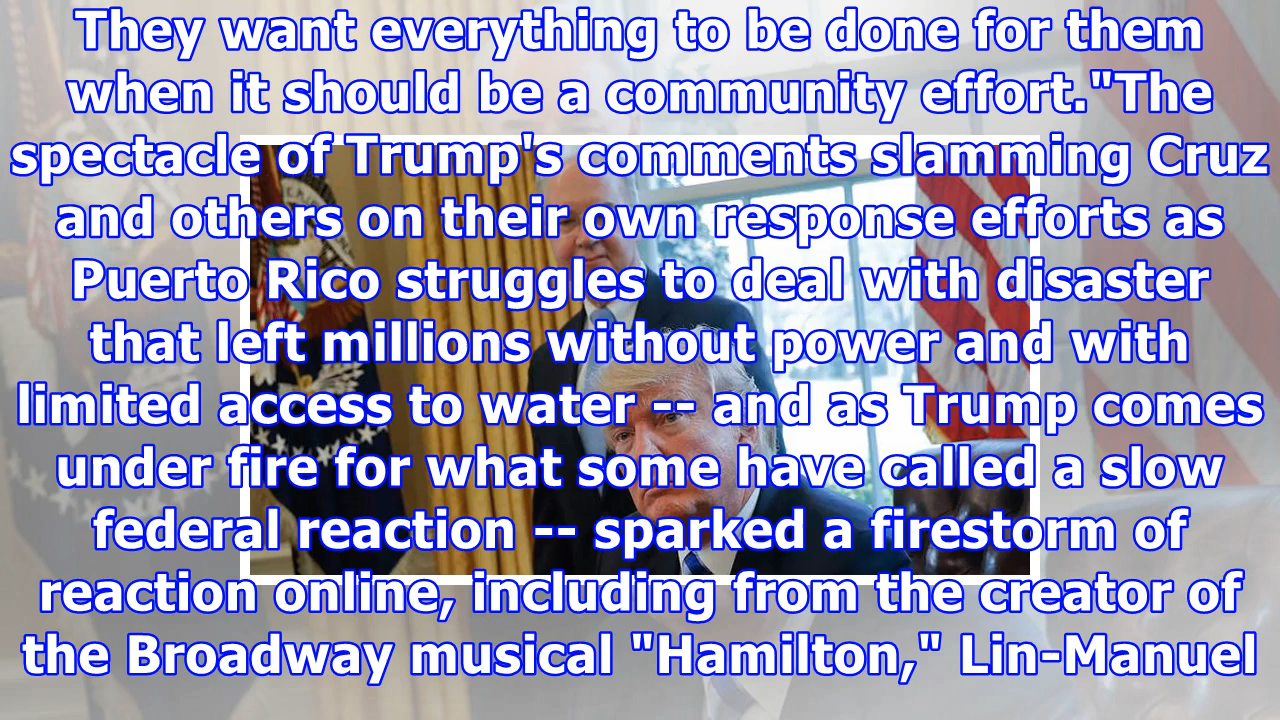 They want everything to be done for them
when it should be a community effort."The
spectacle of Trump's comments slamming Cruz
and others on their own response efforts as
Puerto Rico struggles to deal with disaster
that left millions without power and with
limited access to water -- and as Trump comes
under fire for what some have called a slow
federal reaction -- sparked a firestorm of
reaction online, including from the creator of
the Broadway musical "Hamilton," Lin-Manuel